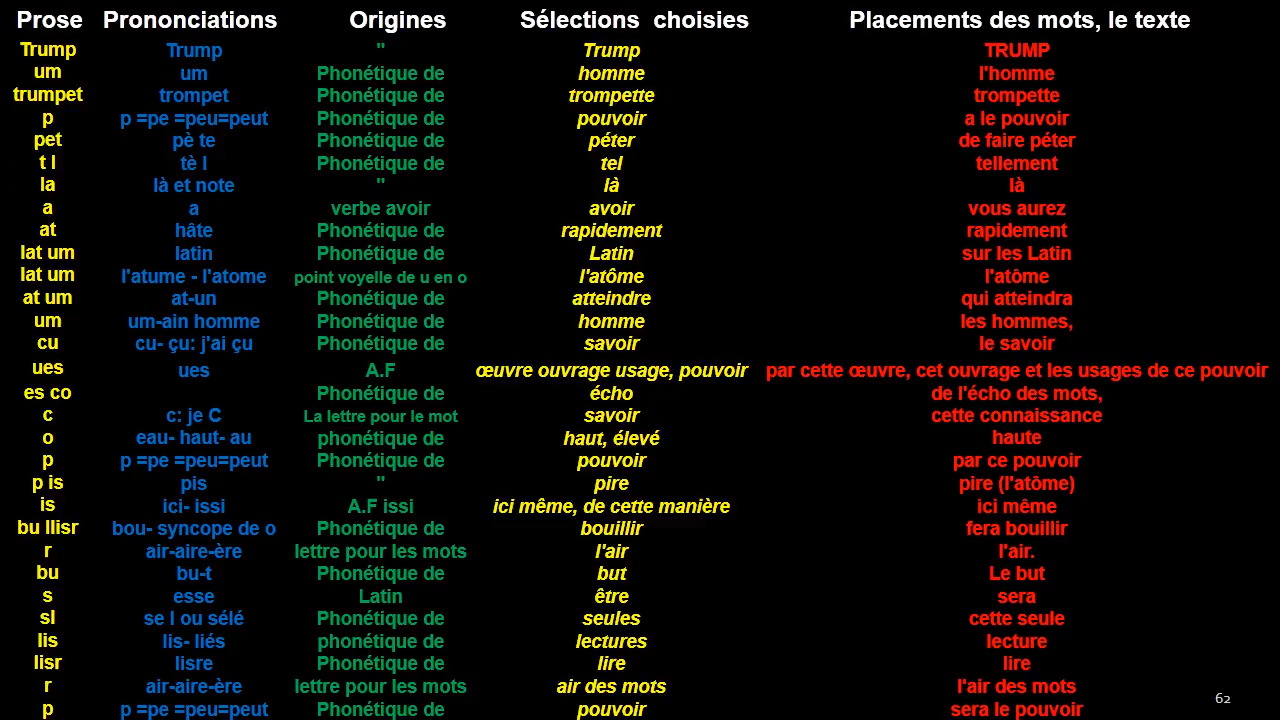 Prose Prononciations Origines Sélections choisies Placements des mots, le texte
Trump Trump " Trump TRUMP
um um Phonétique de homme l'homme
trumpet trompet Phonétique de trompette trompette
p p =pe =peu=peut Phonétique de pouvoir a le pouvoir
pet pè te Phonétique de péter de faire péter
t l tè l Phonétique de tel tellement
la là et note " là là
a a verbe avoir avoir vous aurez
at hâte Phonétique de rapidement rapidement
lat um latin Phonétique de Latin sur les Latin
lat um l'atume - l'atome point voyelle de u en o l'atôme l'atôme
at um at-un Phonétique de atteindre qui atteindra
um um-ain homme Phonétique de homme les hommes,
cu cu- çu: j'ai çu Phonétique de savoir le savoir
ues ues A.F œuvre ouvrage usage, pouvoir par cette œuvre, cet ouvrage et les usages de ce pouvoir
es co Phonétique de écho de l'écho des mots,
c c: je C La lettre pour le mot savoir cette connaissance
o eau- haut- au phonétique de haut, élevé haute
p p =pe =peu=peut Phonétique de pouvoir par ce pouvoir
p is pis " pire pire (l'atôme)
is ici- issi A.F issi ici même, de cette manière ici même
bu llisr bou- syncope de o Phonétique de bouillir fera bouillir
r air-aire-ère lettre pour les mots l'air l'air.
bu bu-t Phonétique de but Le but
s esse Latin être sera
sl se l ou sélé Phonétique de seules cette seule
lis lis- liés phonétique de lectures lecture
lisr lisre Phonétique de lire lire
r air-aire-ère lettre pour les mots air des mots l'air des mots
p p =pe =peu=peut Phonétique de pouvoir sera le pouvoir
62